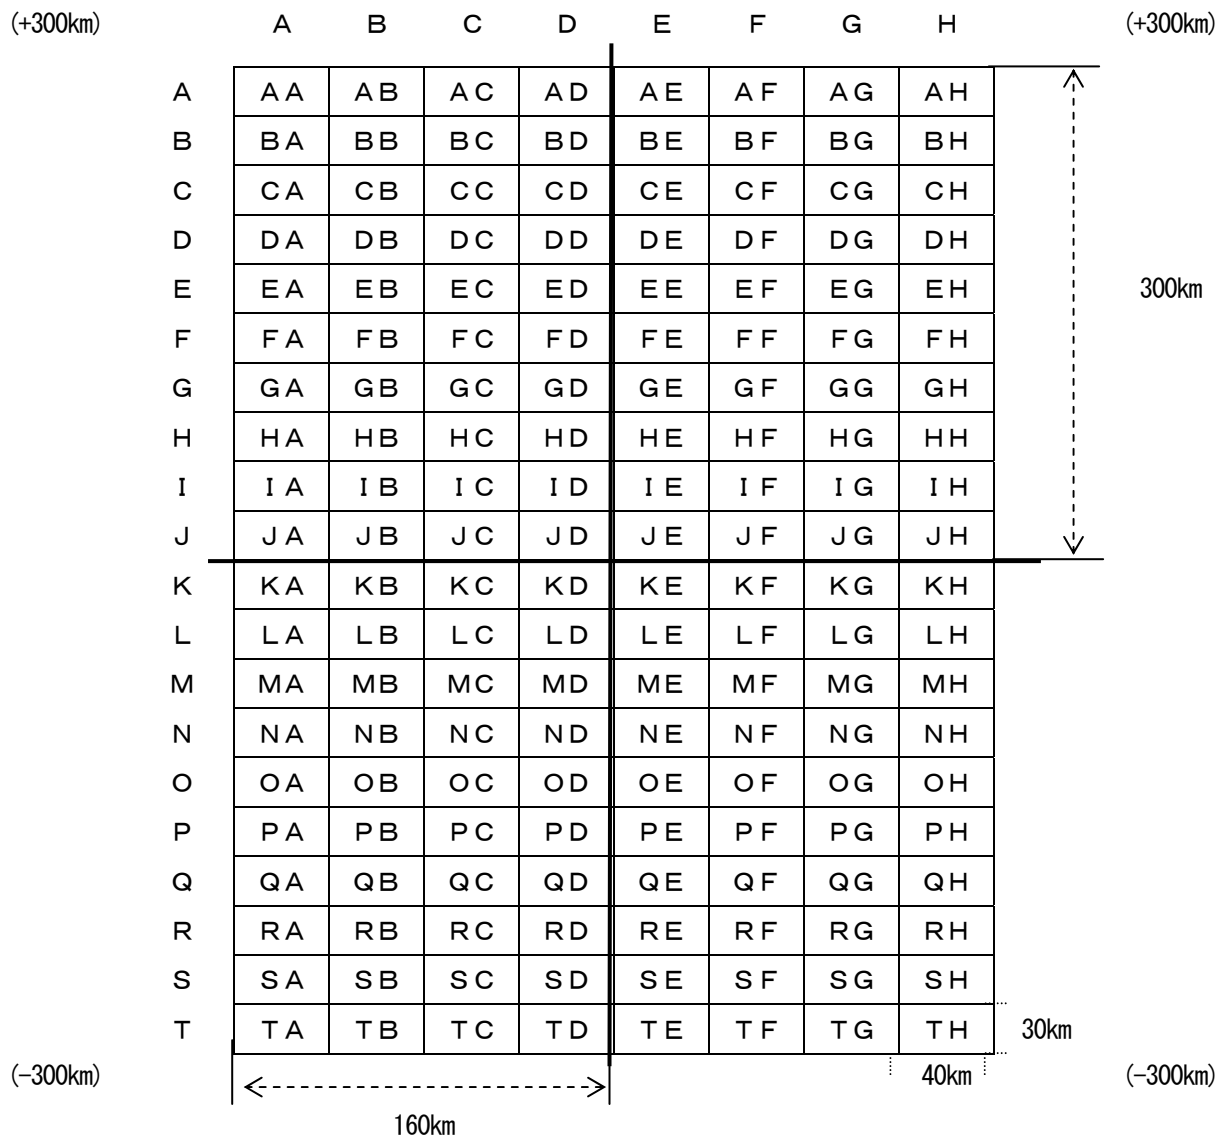 (+300km) A B C D E F G H (+300km)
A AA AB AC AD AE AF AG AH
B BA BB BC BD BE BF BG BH
C CA CB CC CD CE CF CG CH
D DA DB DC DD DE DF DG DH
E EA EB EC ED EE EF EG EH 300km
F FA FB FC FD FE FF FG FH
G GA GB GC GD GE GF GG GH
H HA HB HC HD HE HF HG HH
I IA IB IC ID IE IF IG IH
J JA JB JC JD JE JF JG JH
K KA KB KC KD KE KF KG KH
L LA LB LC LD LE LF LG LH
M MA MB MC MD ME MF MG MH
N NA NB NC ND NE NF NG NH
O OA OB OC OD OE OF OG OH
P PA PB PC PD PE PF PG PH
Q QA QB QC QD QE QF QG QH
R RA RB RC RD RE RF RG RH
S SA SB SC SD SE SF SG SH
T TA TB TC TD TE TF TG TH 30km
(-300km) 40km (-300km)
160km